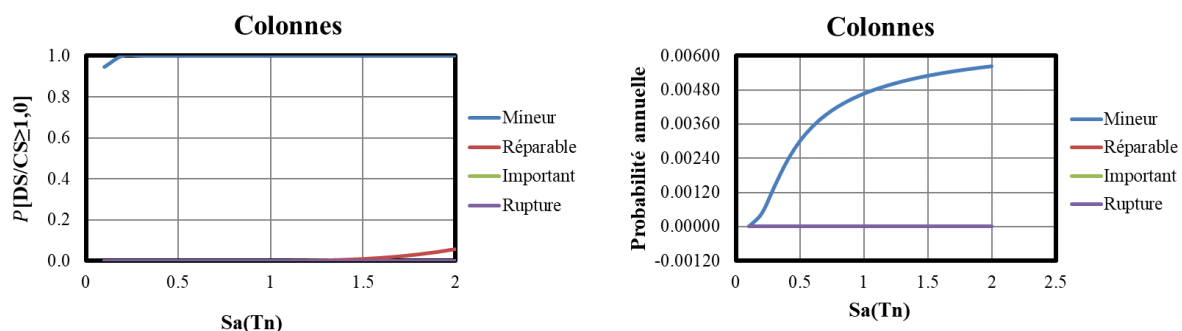 Colonnes
P[DS/CS≥1,0]
1.0
0.8
0.6
0.4
0.2
0.0
0
0.5
1
1.5
2
Sa(Tn)
Mineur
Réparable
Important
Rupture
Colonnes
Probabilité annuelle
0.00600
0.00480
0.00360
0.00240
0.00120
0.00000
-0.00120
0
0.5
1
1.5
2
2.5
Sa(Tn)
Mineur
Réparable
Important
Rupture